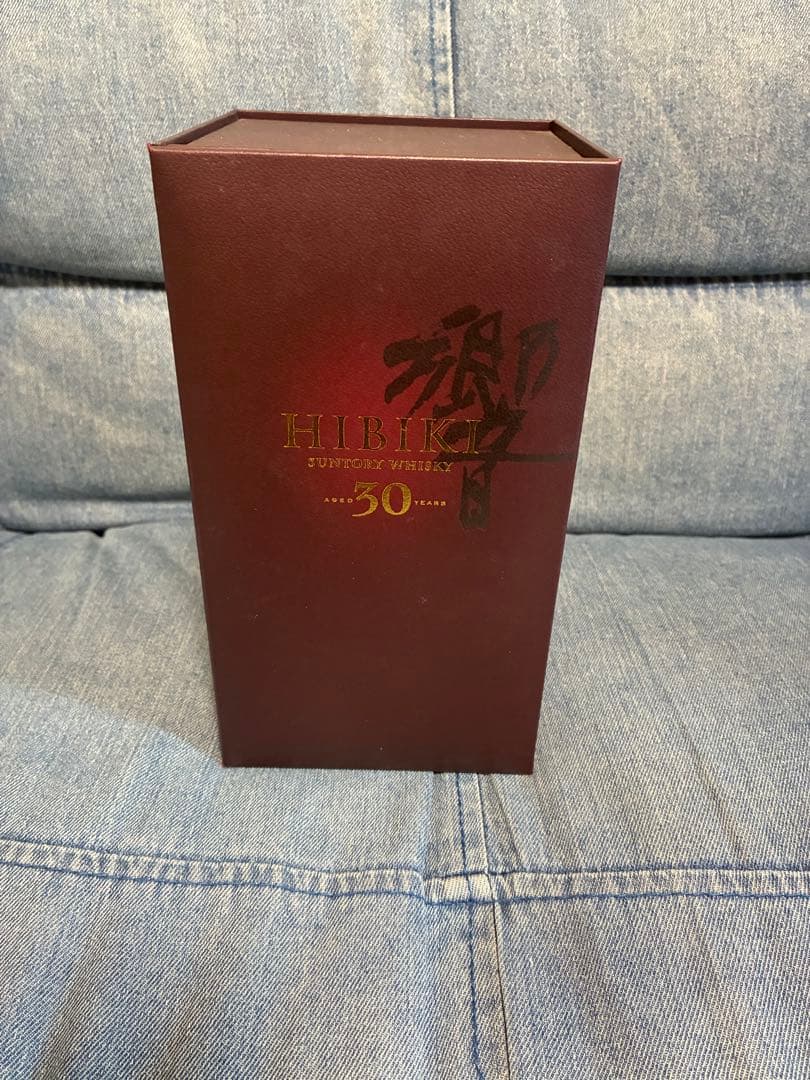 響
HIBIKI
SUNTORY WHISKY
AGED 30 YEARS